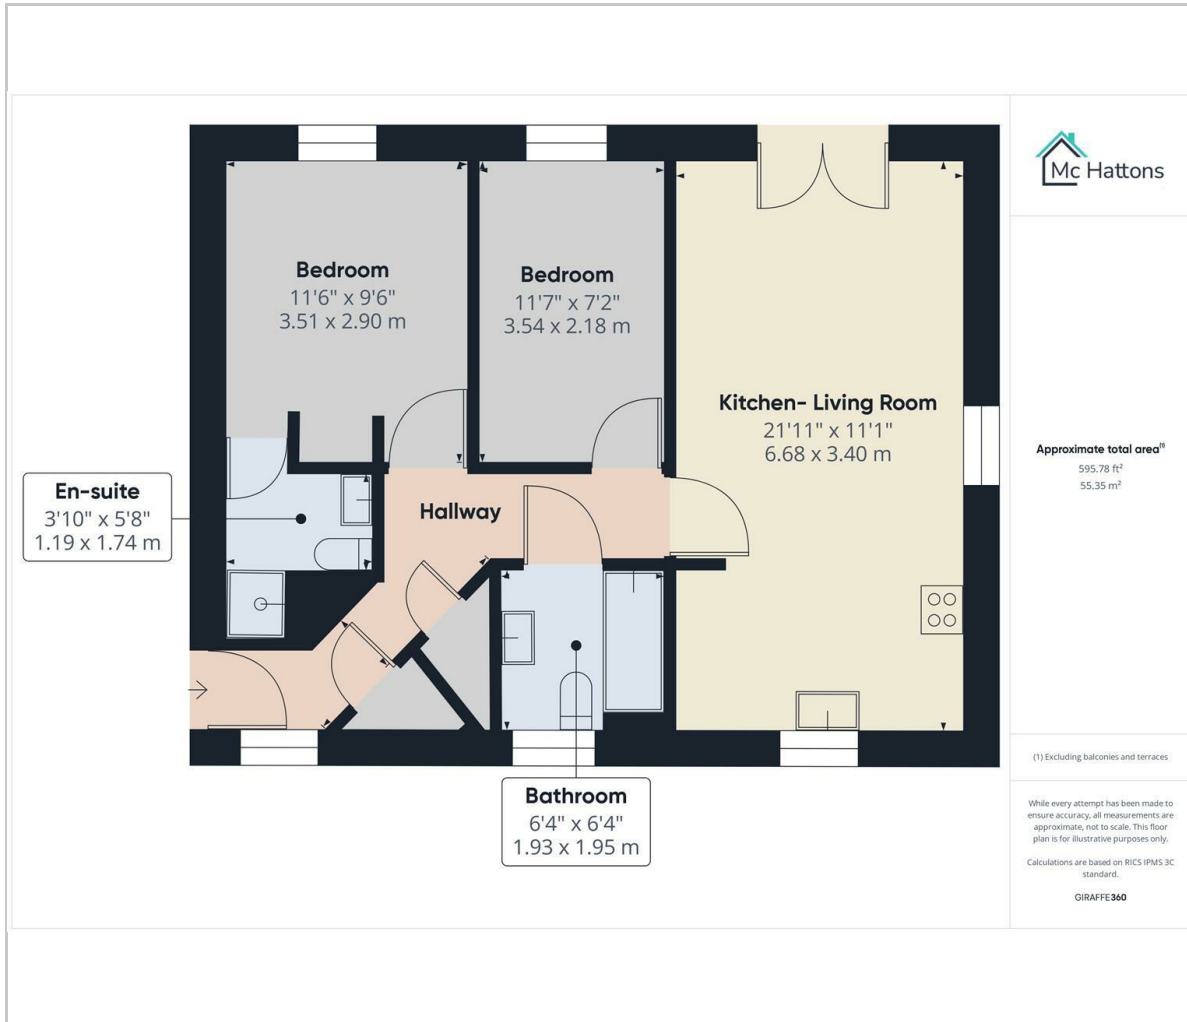 Bedroom
11'6" x 9'6"
3.51 x 2.90 m
Bedroom
11'7" x 7'2"
3.54 x 2.18 m
Kitchen- Living Room
21'11" x 11'1"
6.68 x 3.40 m
En-suite
3'10" x 5'8"
1.19 x 1.74 m
Hallway
Bathroom
6'4" x 6'4"
1.93 x 1.95 m
Mc Hattons
Approximate total area⁽¹⁾
595.78 ft²
55.35 m²
(1) Excluding balconies and terraces
While every attempt has been made to
ensure accuracy, all measurements are
approximate, not to scale. This floor
plan is for illustrative purposes only.
Calculations are based on RICS IPMS 3C
standard.
GIRAFFE360